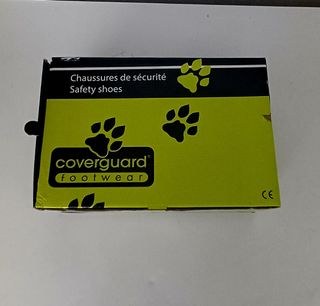 Chaussures de sécurité
Safety shoes
coverguard®
footwear
CE